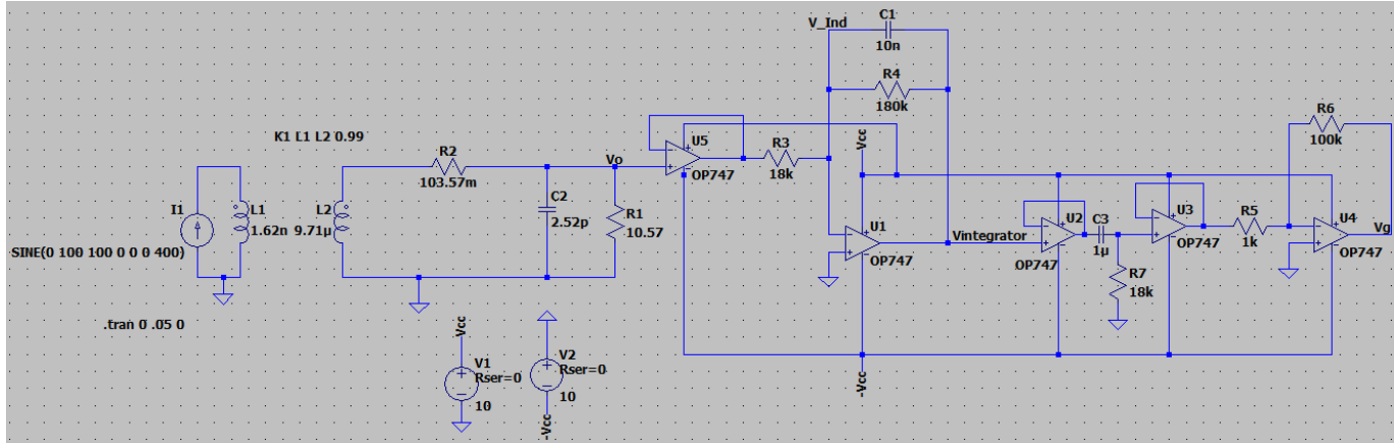 V_Ind
C1
10n
R4
180k
K1 L1 L2 0.99
R2
103.57m
Vo
U5
OP747
R3
18k
Vcc
R6
100k
I1
L1
1.62n
L2
9.71µ
C2
2.52p
R1
10.57
U1
OP747
Vintegrator
U2
OP747
C3
1µ
U3
OP747
R5
1k
U4
OP747
Vg
R7
18k
SINE(0 100 100 0 0 0 400)
.tran 0 .05 0
Vcc
V1
Rser=0
10
V2
Rser=0
10
-Vcc
-Vcc